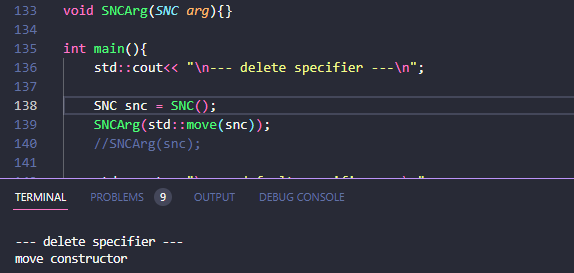 133 void SNCArg(SNC arg){}
134
135 int main(){
136 std::cout<< "\n--- delete specifier ---\n";
137
138 SNC snc = SNC();
139 SNCArg(std::move(snc));
140 //SNCArg(snc);
141
TERMINAL PROBLEMS 9 OUTPUT DEBUG CONSOLE
--- delete specifier ---
move constructor